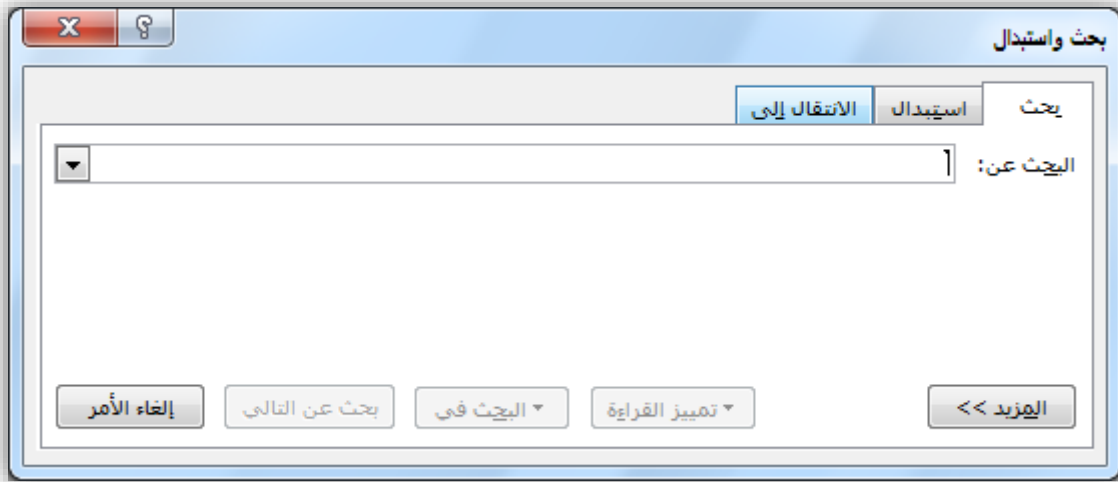 بحث واستبدال
بحث استبدال الانتقال إلى
البحث عن:
المزيد >> تمييز القراءة البحث في بحث عن التالي إلغاء الأمر